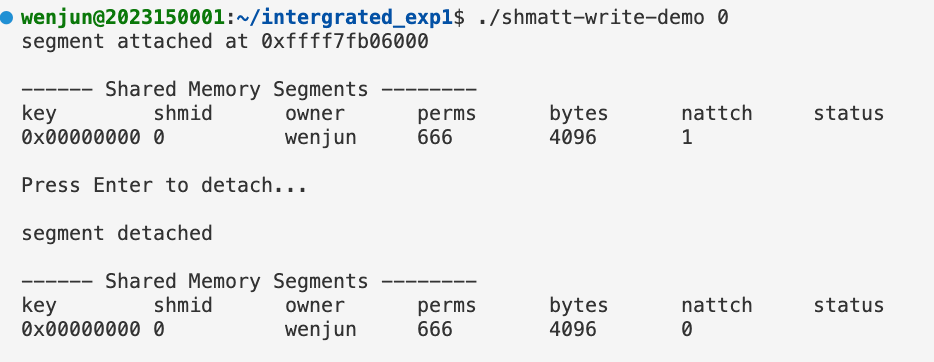 wenjun@2023150001:~/intergrated_exp1$ ./shmatt-write-demo 0
segment attached at 0xffff7fb06000
------ Shared Memory Segments --------
key        shmid      owner      perms      bytes      nattch     status
0x00000000 0          wenjun     666        4096       1
Press Enter to detach...
segment detached
------ Shared Memory Segments --------
key        shmid      owner      perms      bytes      nattch     status
0x00000000 0          wenjun     666        4096       0